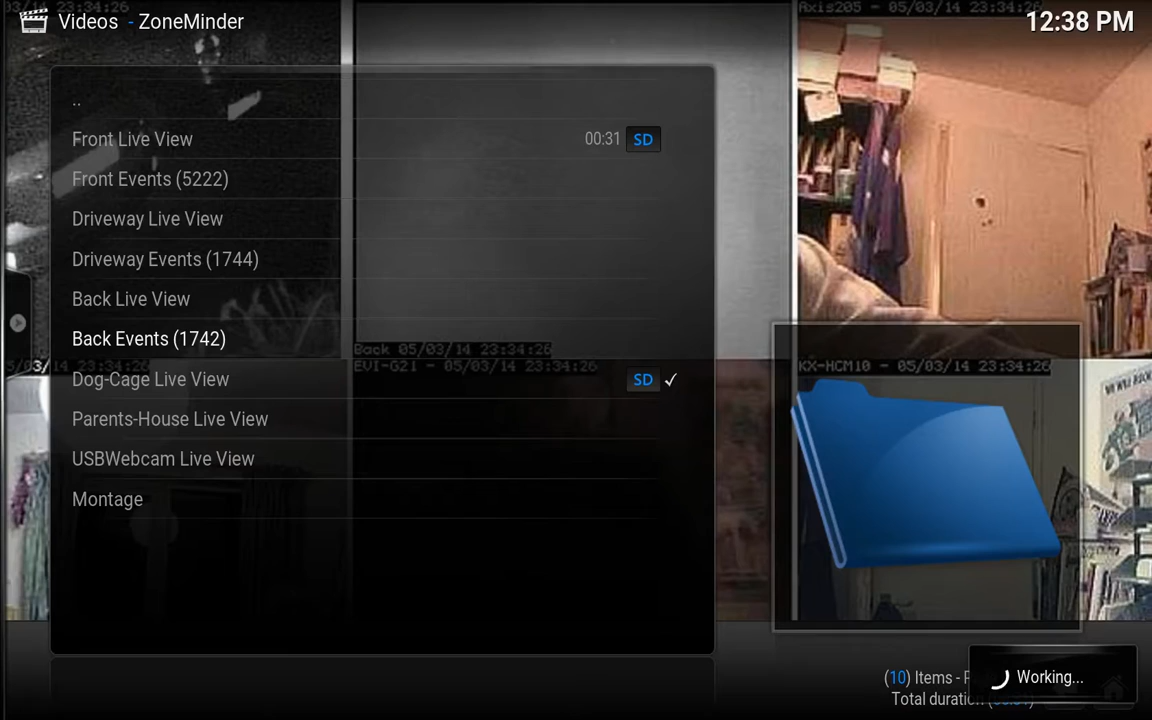 Videos - ZoneMinder
12:38 PM
Axis205 - 05/03/14 23:34:26
..
Front Live View 00:31 SD
Front Events (5222)
Driveway Live View
Driveway Events (1744)
Back Live View
Back Events (1742)
Back 05/03/14 23:34:26
EVI-G21 - 05/03/14 23:34:26
KX-HCM10 - 05/03/14 23:34:26
Dog-Cage Live View SD ✓
Parents-House Live View
USBWebcam Live View
Montage
(10) Items -
Working...
Total duration